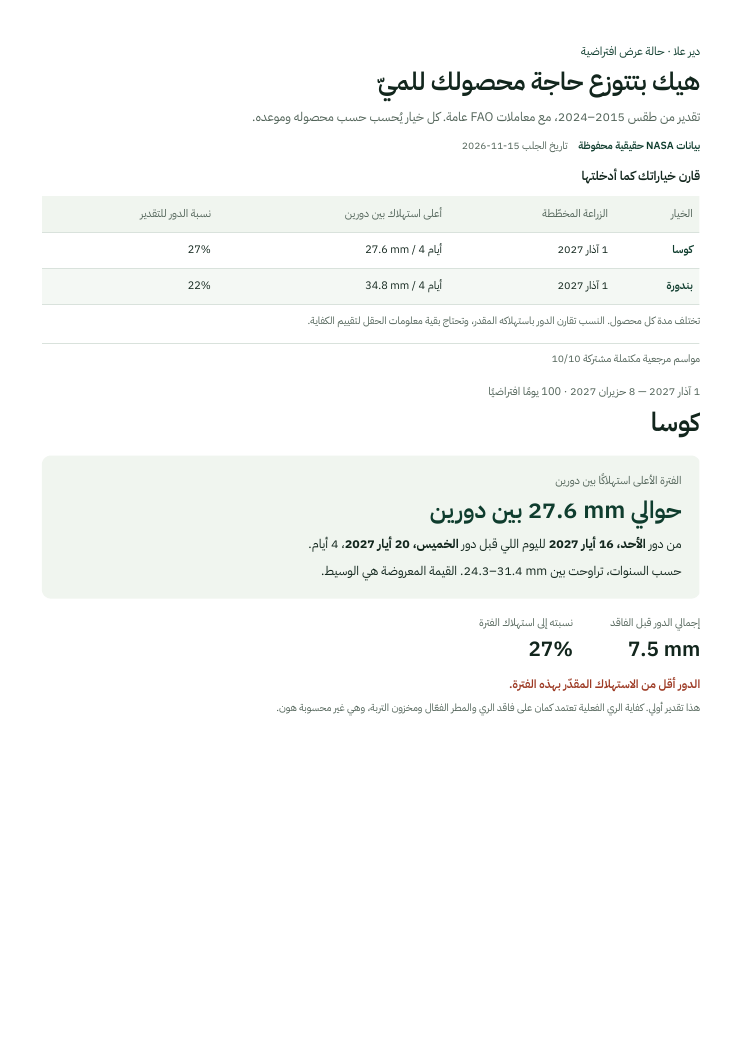 دير علا · حالة عرض افتراضية
هيك بتتوزع حاجة محصولك للميّ
تقدير من طقس 2015–2024، مع معاملات FAO عامة. كل خيار يُحسب حسب محصوله وموعده.
بيانات NASA حقيقية محفوظة تاريخ الجلب 15-11-2026
قارن خياراتك كما أدخلتها
الخيار الزراعة المخطّطة أعلى استهلاك بين دورين نسبة الدور للتقدير
كوسا 1 آذار 2027 27.6 mm / 4 أيام 27%
بندورة 1 آذار 2027 34.8 mm / 4 أيام 22%
تختلف مدة كل محصول. النسب تقارن الدور باستهلاكه المقدر، وتحتاج بقية معلومات الحقل لتقييم الكفاية.
مواسم مرجعية مكتملة مشتركة 10/10
1 آذار 2027 — 8 حزيران 2027 · 100 يومًا افتراضيًا
كوسا
الفترة الأعلى استهلاكًا بين دورين
حوالي 27.6 mm بين دورين
من دور الأحد، 16 أيار 2027 لليوم اللي قبل دور الخميس، 20 أيار 2027، 4 أيام.
حسب السنوات، تراوحت بين 24.3–31.4 mm. القيمة المعروضة هي الوسيط.
إجمالي الدور قبل الفاقد نسبته إلى استهلاك الفترة
7.5 mm 27%
الدور أقل من الاستهلاك المقدّر بهذه الفترة.
هذا تقدير أولي. كفاية الري الفعلية تعتمد كمان على فاقد الري والمطر الفعّال ومخزون التربة، وهي غير محسوبة هون.